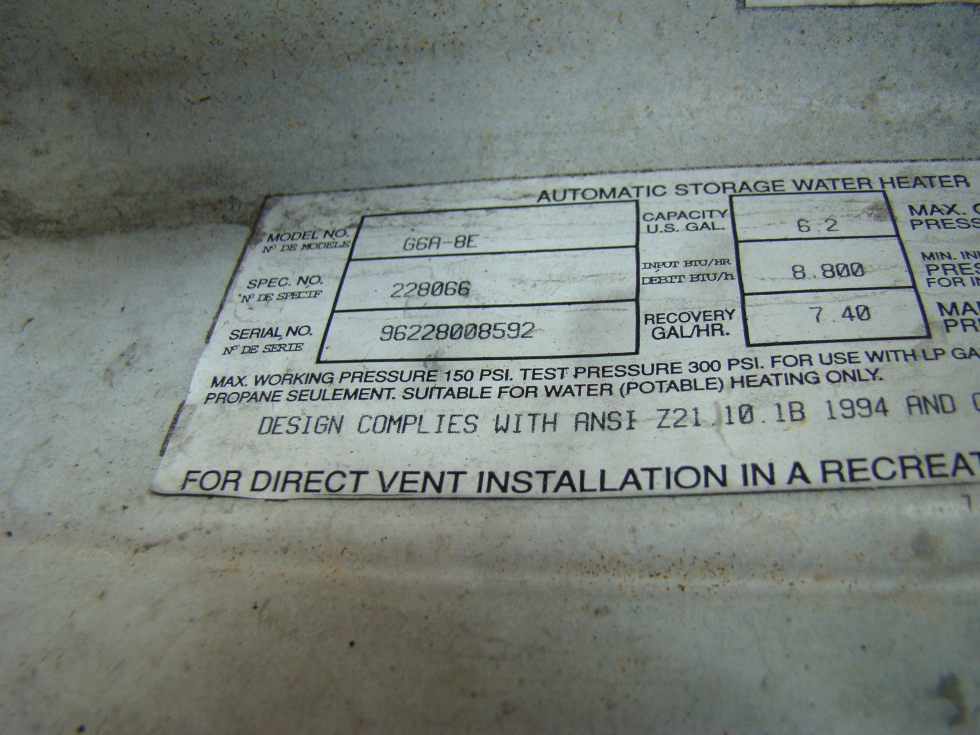 AUTOMATIC STORAGE WATER HEATER
MODEL NO. G6A-8E CAPACITY 6.2 MAX.
Nº DE MODELE U.S. GAL. PRESS
SPEC. NO. 228066 INPUT BTU/HR 8.800 MIN.
Nº DE SPECIF DEBIT BTU/h PRES
FOR
SERIAL NO. 96228008592 RECOVERY 7.40
Nº DE SERIE GAL/HR.
MAX. WORKING PRESSURE 150 PSI. TEST PRESSURE 300 PSI. FOR USE WITH LP GA
PROPANE SEULEMENT. SUITABLE FOR WATER (POTABLE) HEATING ONLY.
DESIGN COMPLIES WITH ANSI Z21.10.1B 1994 AND
FOR DIRECT VENT INSTALLATION IN A RECREAT